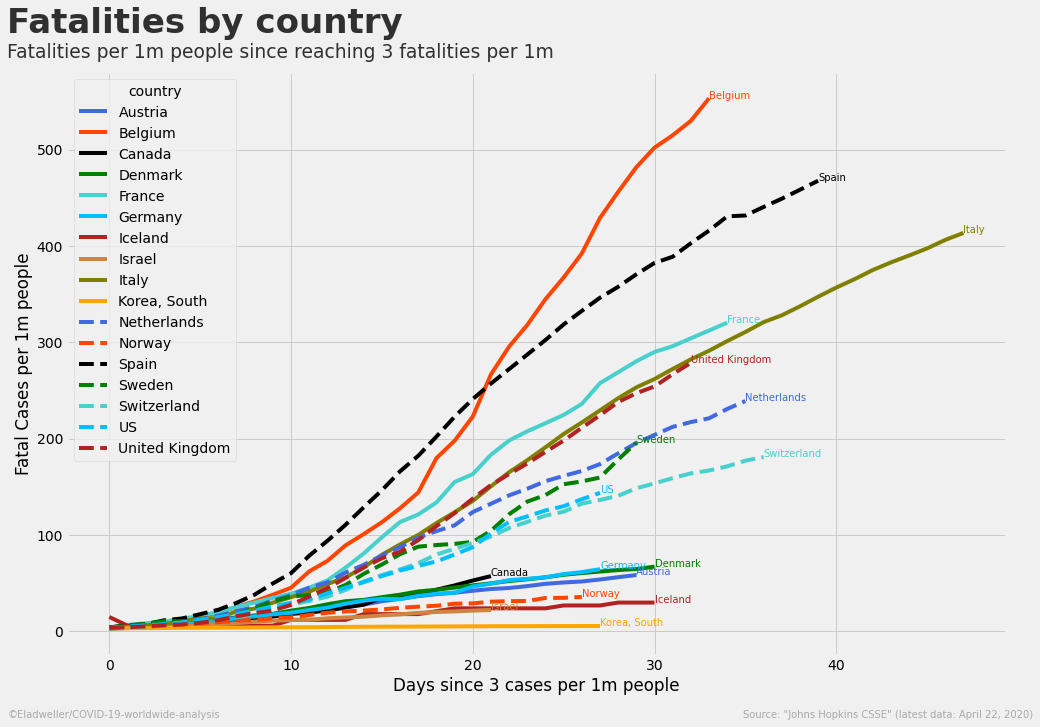 Fatalities by country
Fatalities per 1m people since reaching 3 fatalities per 1m
country
Austria
Belgium
Canada
Denmark
France
Germany
Iceland
Israel
Italy
Korea, South
Netherlands
Norway
Spain
Sweden
Switzerland
US
United Kingdom
Fatal Cases per 1m people
500
400
300
200
100
0
Belgium
Spain
Italy
France
United Kingdom
Netherlands
Sweden
Switzerland
US
Canada
Germany
Denmark
Austria
Norway
Iceland
Israel
Korea, South
0
10
20
30
40
Days since 3 cases per 1m people
©Eladweller/COVID-19-worldwide-analysis
Source: "Johns Hopkins CSSE" (latest data: April 22, 2020)